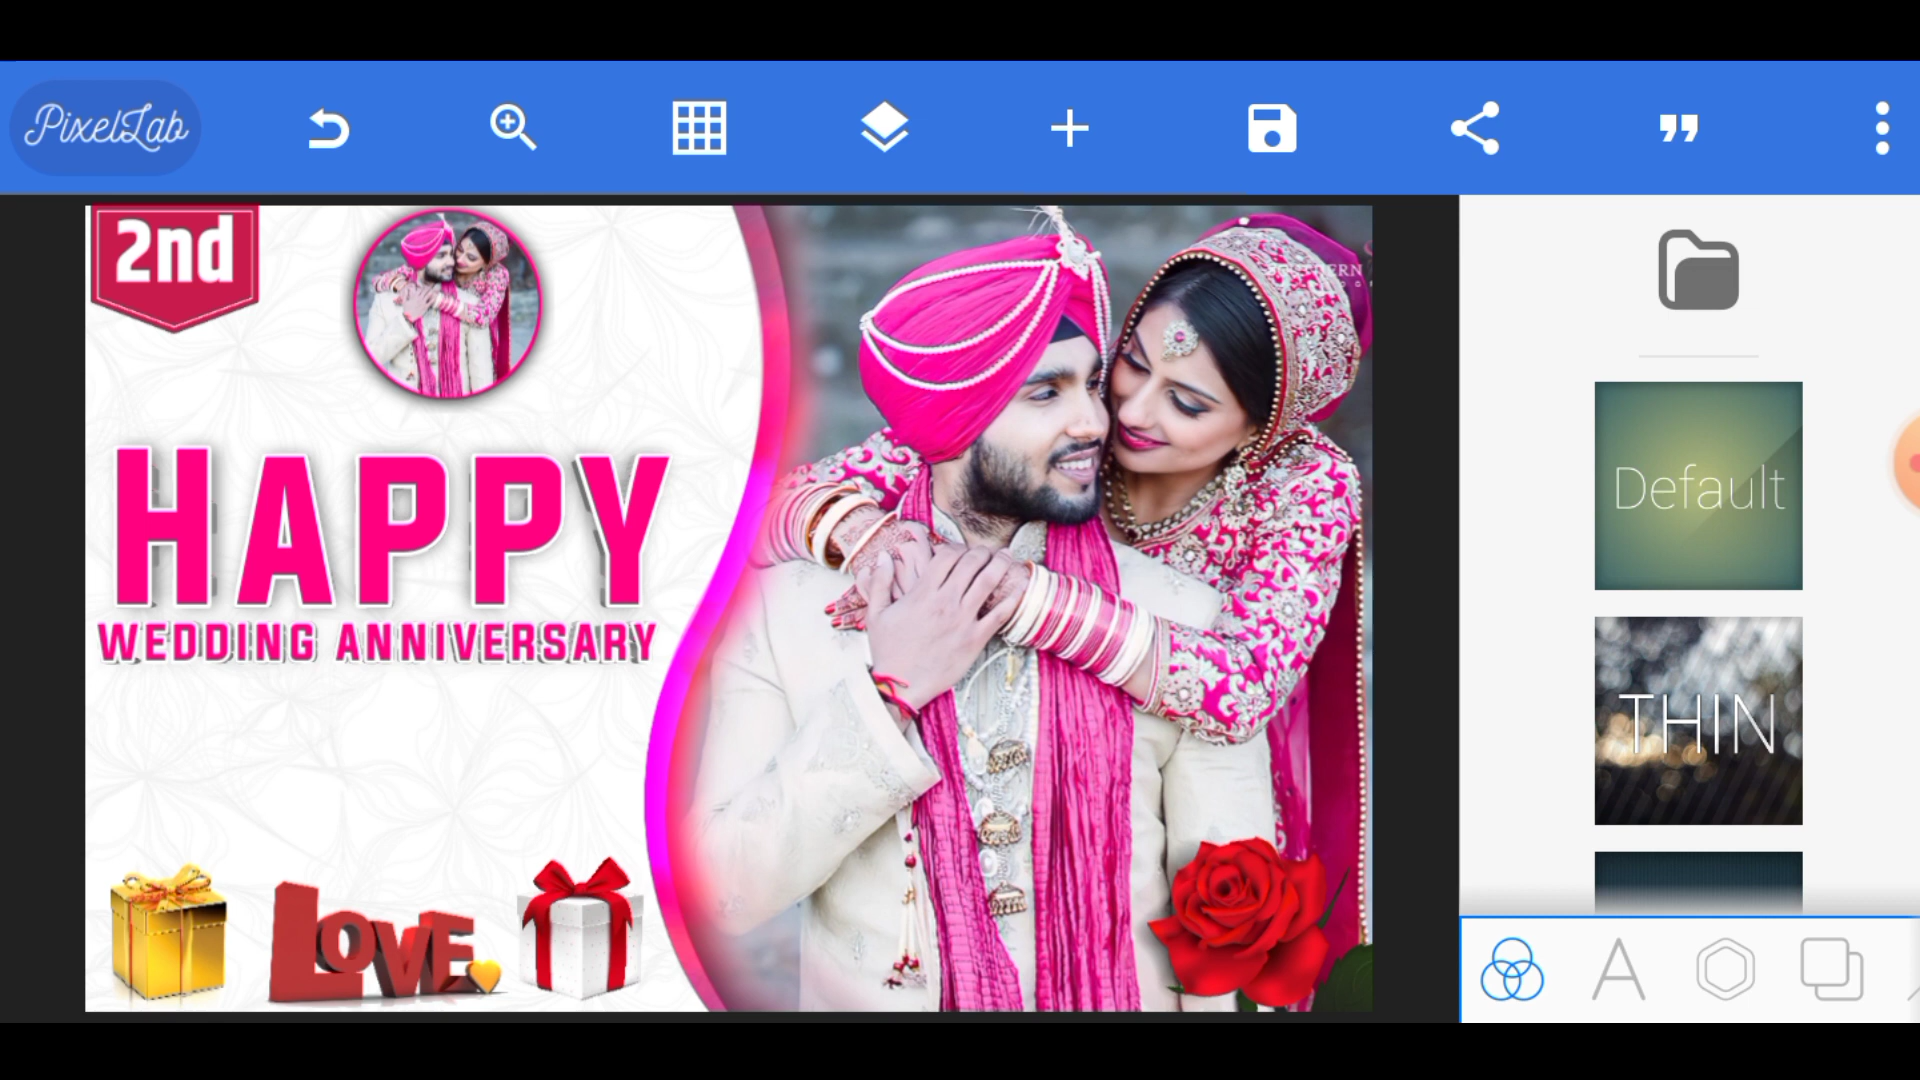 PixelLab
2nd
HAPPY
WEDDING ANNIVERSARY
LOVE
Default
THIN